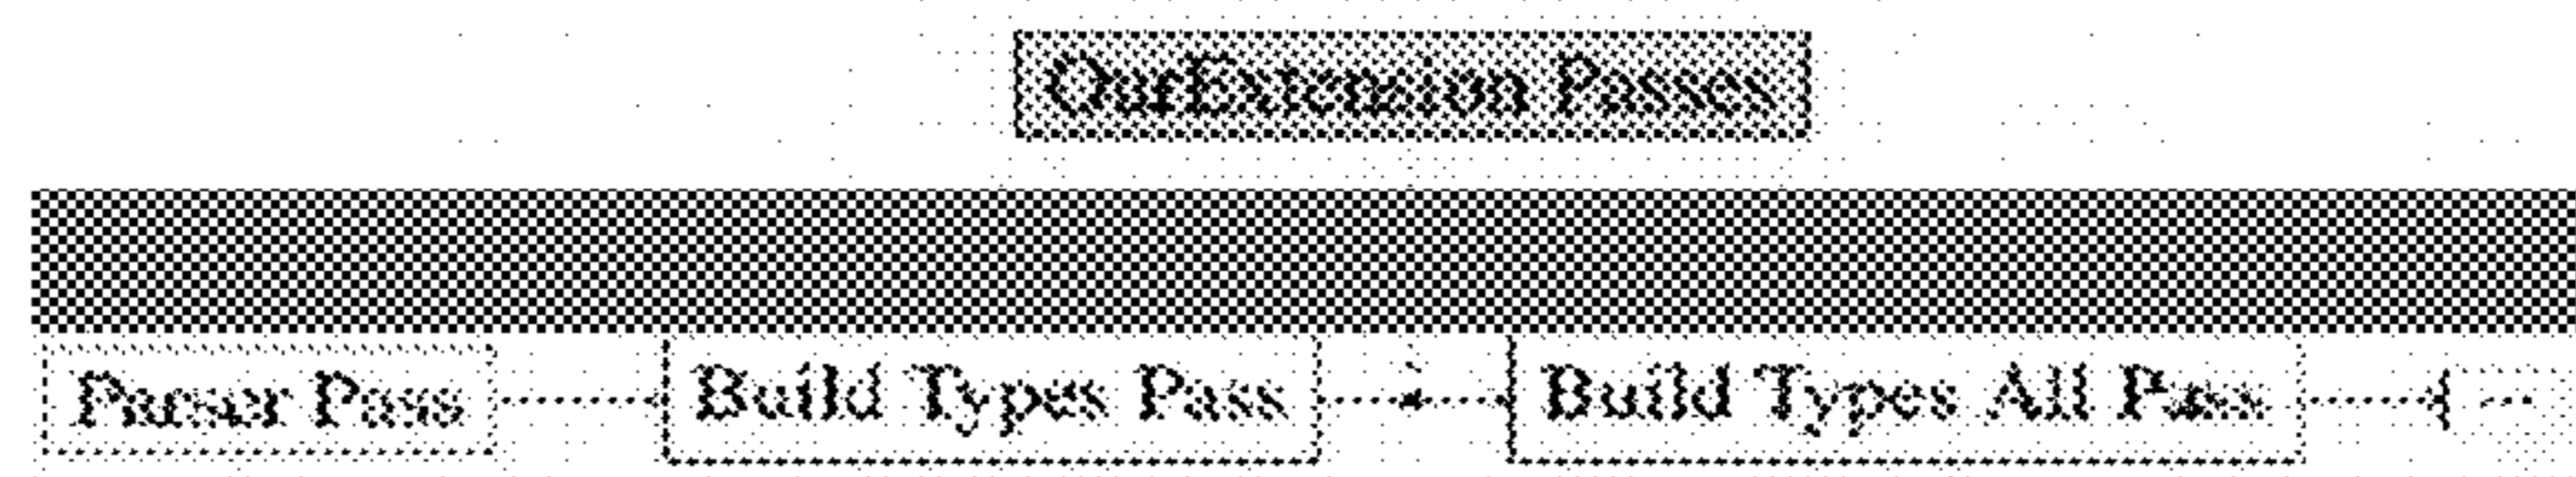 OurExtension Passes
Parser Pass
Build Types Pass
Build Types All Pass